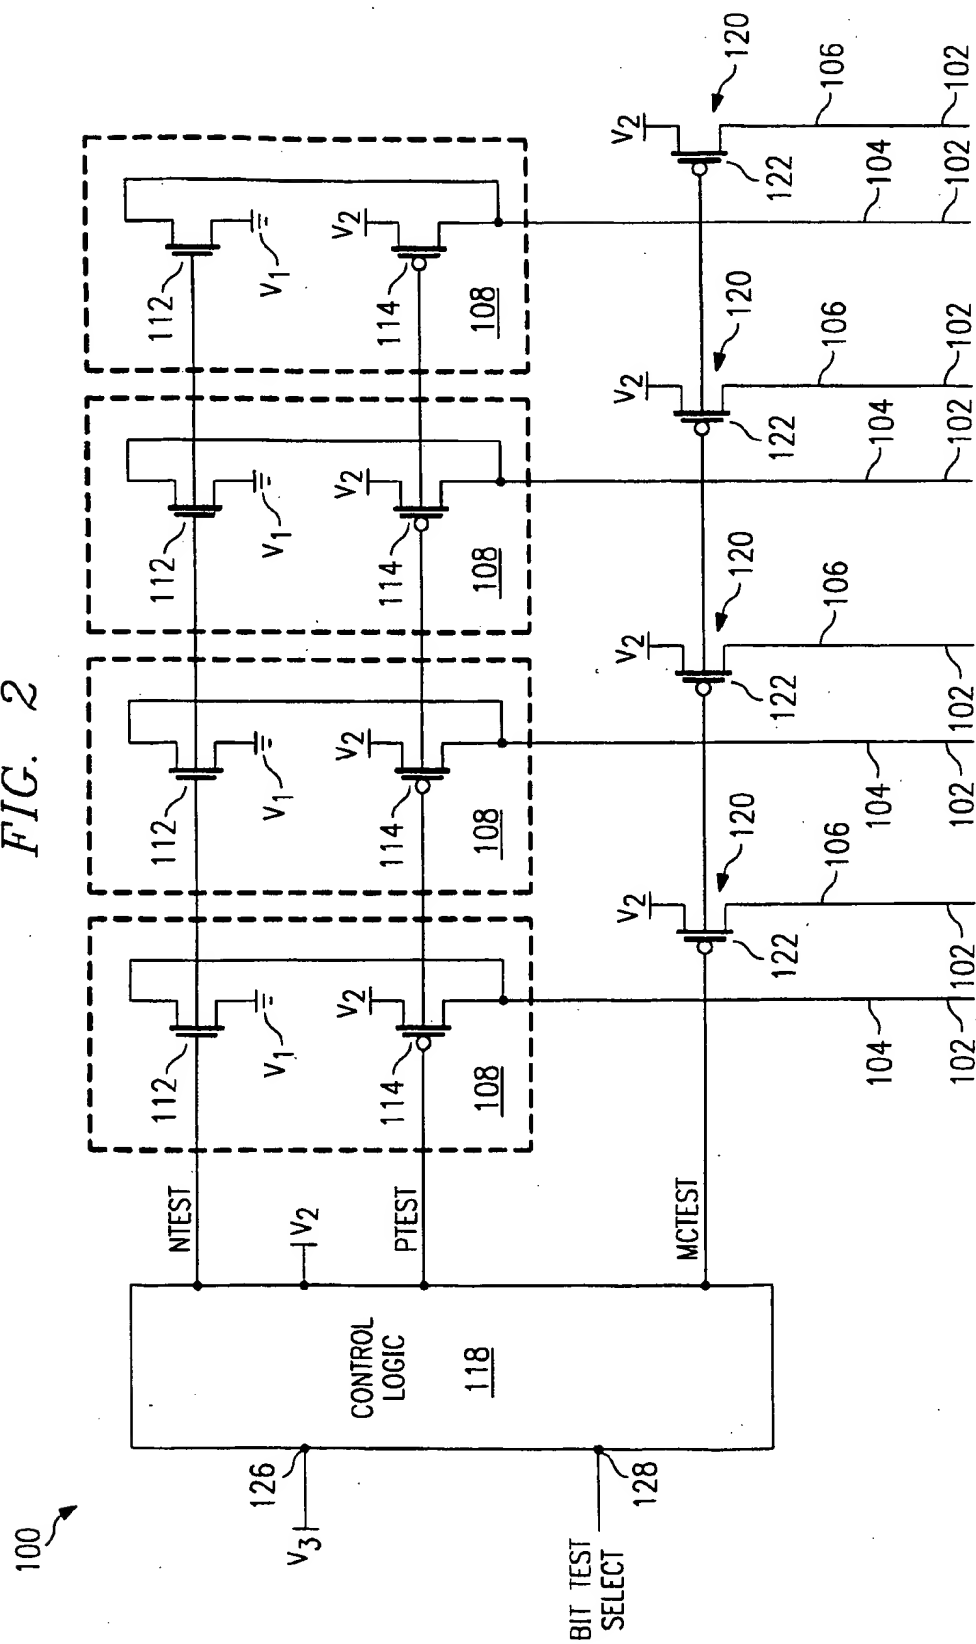 FIG. 2
100
V3
126
BIT TEST
SELECT
128
CONTROL
LOGIC
118
V2
NTEST
PTEST
MCTEST
112
V1
V2
114
108
112
V1
V2
114
108
112
V1
V2
114
108
112
V1
V2
114
108
V2
120
122
106
104
102
102
V2
120
122
106
104
102
102
V2
120
122
106
104
102
102
V2
120
122
106
104
102
102